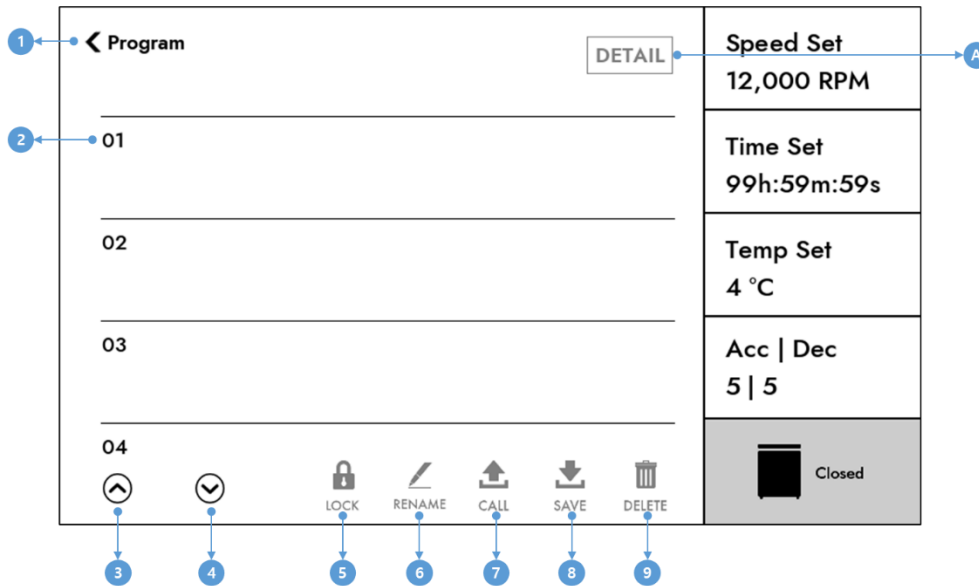 1
Program
DETAIL
A
Speed Set
12,000 RPM
2
01
Time Set
99h:59m:59s
02
Temp Set
4 °C
03
Acc | Dec
5 | 5
04
Closed
LOCK
RENAME
CALL
SAVE
DELETE
3
4
5
6
7
8
9